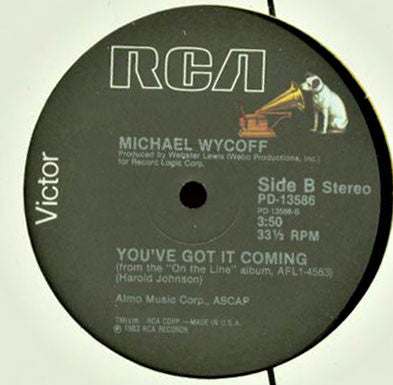 RCA
Victor
MICHAEL WYCOFF
Produced by Webster Lewis (Webo Productions, Inc.)
for Record Logic Corp.
Side B Stereo
PD-13586
PD-13586-B
3:50
33⅓ RPM
YOU'VE GOT IT COMING
(from the "On the Line" album, AFL1-4563)
(Harold Johnson)
Almo Music Corp., ASCAP
TM(s)® RCA CORP.—MADE IN U.S.A.
℗ 1983 RCA RECORDS